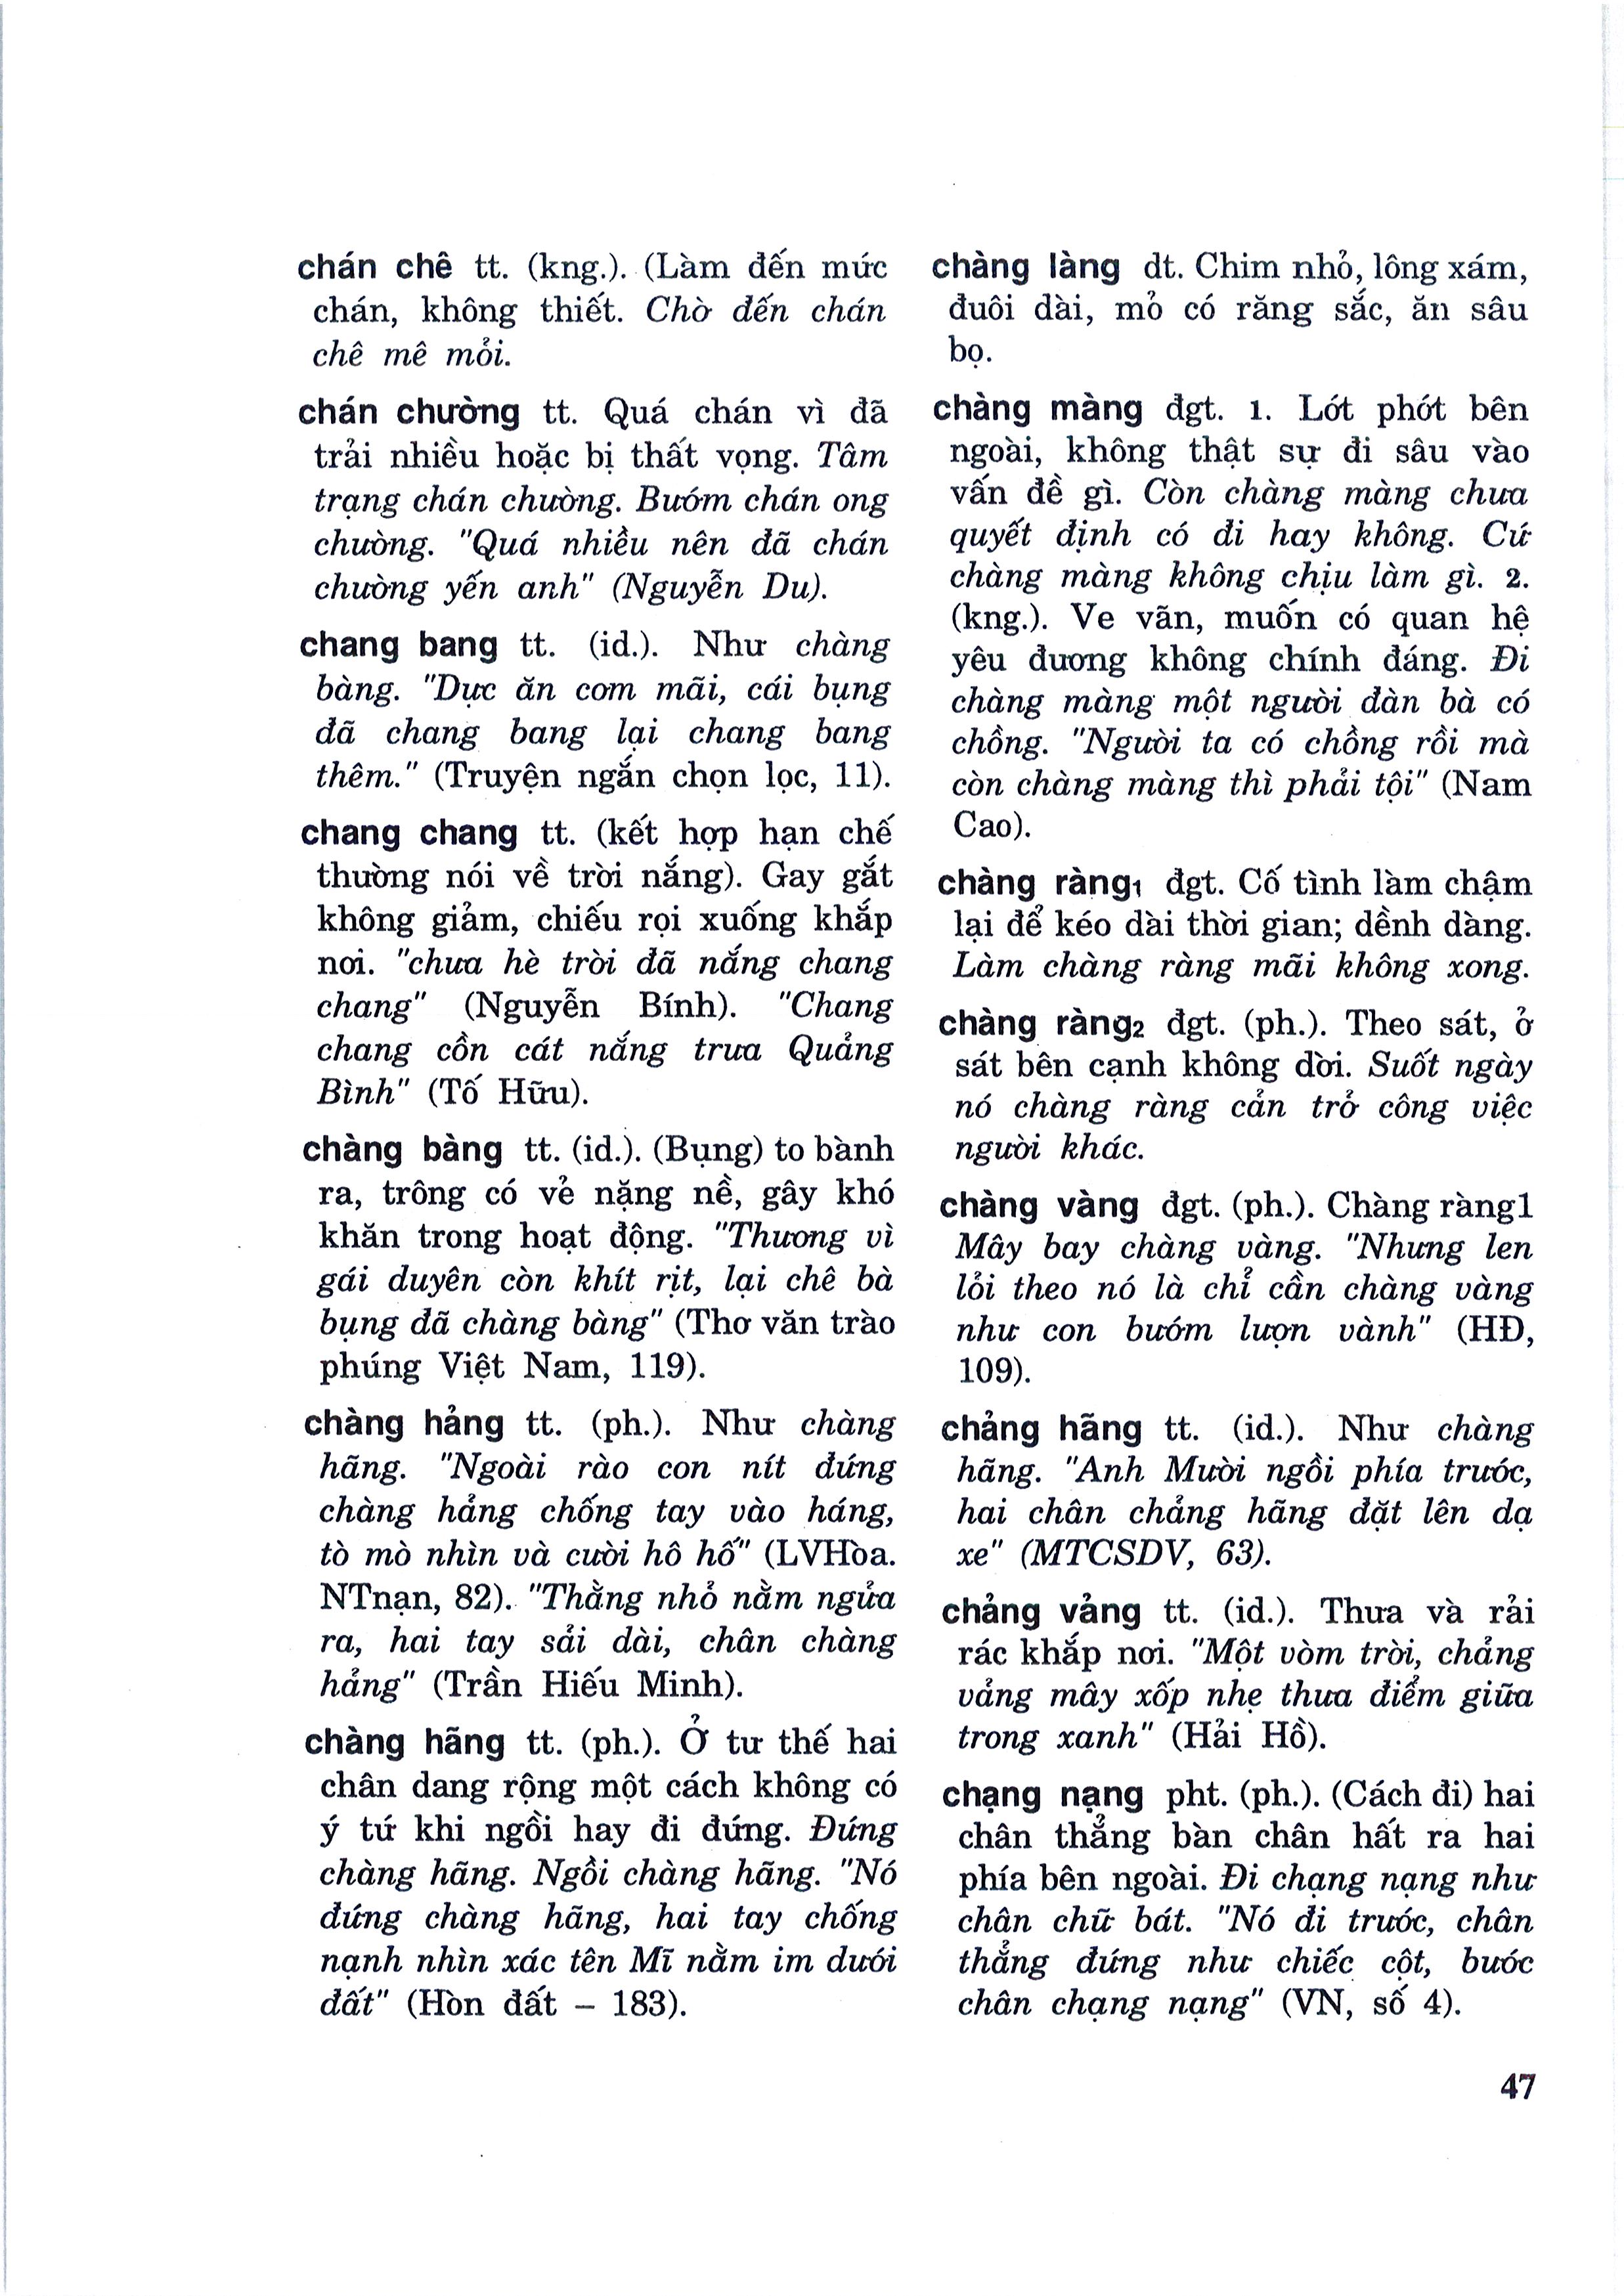 chán chê tt. (kng.). (Làm đến mức
chán, không thiết. Chờ đến chán
chê mê mỏi.
chán chường tt. Quá chán vì đã
trải nhiều hoặc bị thất vọng. Tâm
trạng chán chường. Bướm chán ong
chường. "Quá nhiều nên đã chán
chường yến anh" (Nguyễn Du).
chang bang tt. (id.). Như chàng
bàng. "Dực ăn cơm mãi, cái bụng
đã chang bang lại chang bang
thêm." (Truyện ngắn chọn lọc, 11).
chang chang tt. (kết hợp hạn chế
thường nói về trời nắng). Gay gắt
không giảm, chiếu rọi xuống khắp
nơi. "chưa hè trời đã nắng chang
chang" (Nguyễn Bính). "Chang
chang cồn cát nắng trưa Quảng
Bình" (Tố Hữu).
chàng bàng tt. (id.). (Bụng) to bành
ra, trông có vẻ nặng nề, gây khó
khăn trong hoạt động. "Thương vì
gái duyên còn khít rịt, lại chê bà
bụng đã chàng bàng" (Thơ văn trào
phúng Việt Nam, 119).
chàng hảng tt. (ph.). Như chàng
hãng. "Ngoài rào con nít đứng
chàng hảng chống tay vào háng,
tò mò nhìn và cười hô hố" (LVHòa.
NTnạn, 82). "Thằng nhỏ nằm ngửa
ra, hai tay sải dài, chân chàng
hảng" (Trần Hiếu Minh).
chàng hãng tt. (ph.). Ở tư thế hai
chân dang rộng một cách không có
ý tứ khi ngồi hay đi đứng. Đứng
chàng hãng. Ngồi chàng hãng. "Nó
đứng chàng hãng, hai tay chống
nạnh nhìn xác tên Mĩ nằm im dưới
đất" (Hòn đất – 183).
chàng làng dt. Chim nhỏ, lông xám,
đuôi dài, mỏ có răng sắc, ăn sâu
bọ.
chàng màng đgt. 1. Lớt phớt bên
ngoài, không thật sự đi sâu vào
vấn đề gì. Còn chàng màng chưa
quyết định có đi hay không. Cứ
chàng màng không chịu làm gì. 2.
(kng.). Ve vãn, muốn có quan hệ
yêu đương không chính đáng. Đi
chàng màng một người đàn bà có
chồng. "Người ta có chồng rồi mà
còn chàng màng thì phải tội" (Nam
Cao).
chàng ràng1 đgt. Cố tình làm chậm
lại để kéo dài thời gian; dềnh dàng.
Làm chàng ràng mãi không xong.
chàng ràng2 đgt. (ph.). Theo sát, ở
sát bên cạnh không dời. Suốt ngày
nó chàng ràng cản trở công việc
người khác.
chàng vàng đgt. (ph.). Chàng ràng1
Mây bay chàng vàng. "Nhưng len
lỏi theo nó là chỉ cần chàng vàng
như con bướm lượn vành" (HĐ,
109).
chảng hãng tt. (id.). Như chàng
hãng. "Anh Mười ngồi phía trước,
hai chân chảng hãng đặt lên dạ
xe" (MTCSDV, 63).
chảng vảng tt. (id.). Thưa và rải
rác khắp nơi. "Một vòm trời, chảng
vảng mây xốp nhẹ thưa điểm giữa
trong xanh" (Hải Hồ).
chạng nạng pht. (ph.). (Cách đi) hai
chân thẳng bàn chân hất ra hai
phía bên ngoài. Đi chạng nạng như
chân chữ bát. "Nó đi trước, chân
thẳng đứng như chiếc cột, bước
chân chạng nạng" (VN, số 4).
47